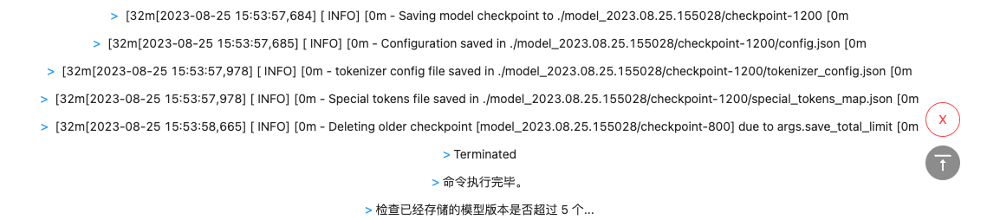 > [32m[2023-08-25 15:53:57,684] [ INFO] [0m - Saving model checkpoint to ./model_2023.08.25.155028/checkpoint-1200 [0m
> [32m[2023-08-25 15:53:57,685] [ INFO] [0m - Configuration saved in ./model_2023.08.25.155028/checkpoint-1200/config.json [0m
> [32m[2023-08-25 15:53:57,978] [ INFO] [0m - tokenizer config file saved in ./model_2023.08.25.155028/checkpoint-1200/tokenizer_config.json [0m
> [32m[2023-08-25 15:53:57,978] [ INFO] [0m - Special tokens file saved in ./model_2023.08.25.155028/checkpoint-1200/special_tokens_map.json [0m
> [32m[2023-08-25 15:53:58,665] [ INFO] [0m - Deleting older checkpoint [model_2023.08.25.155028/checkpoint-800] due to args.save_total_limit [0m
X
> Terminated
> 命令执行完毕。
> 检查已经存储的模型版本是否超过 5 个...